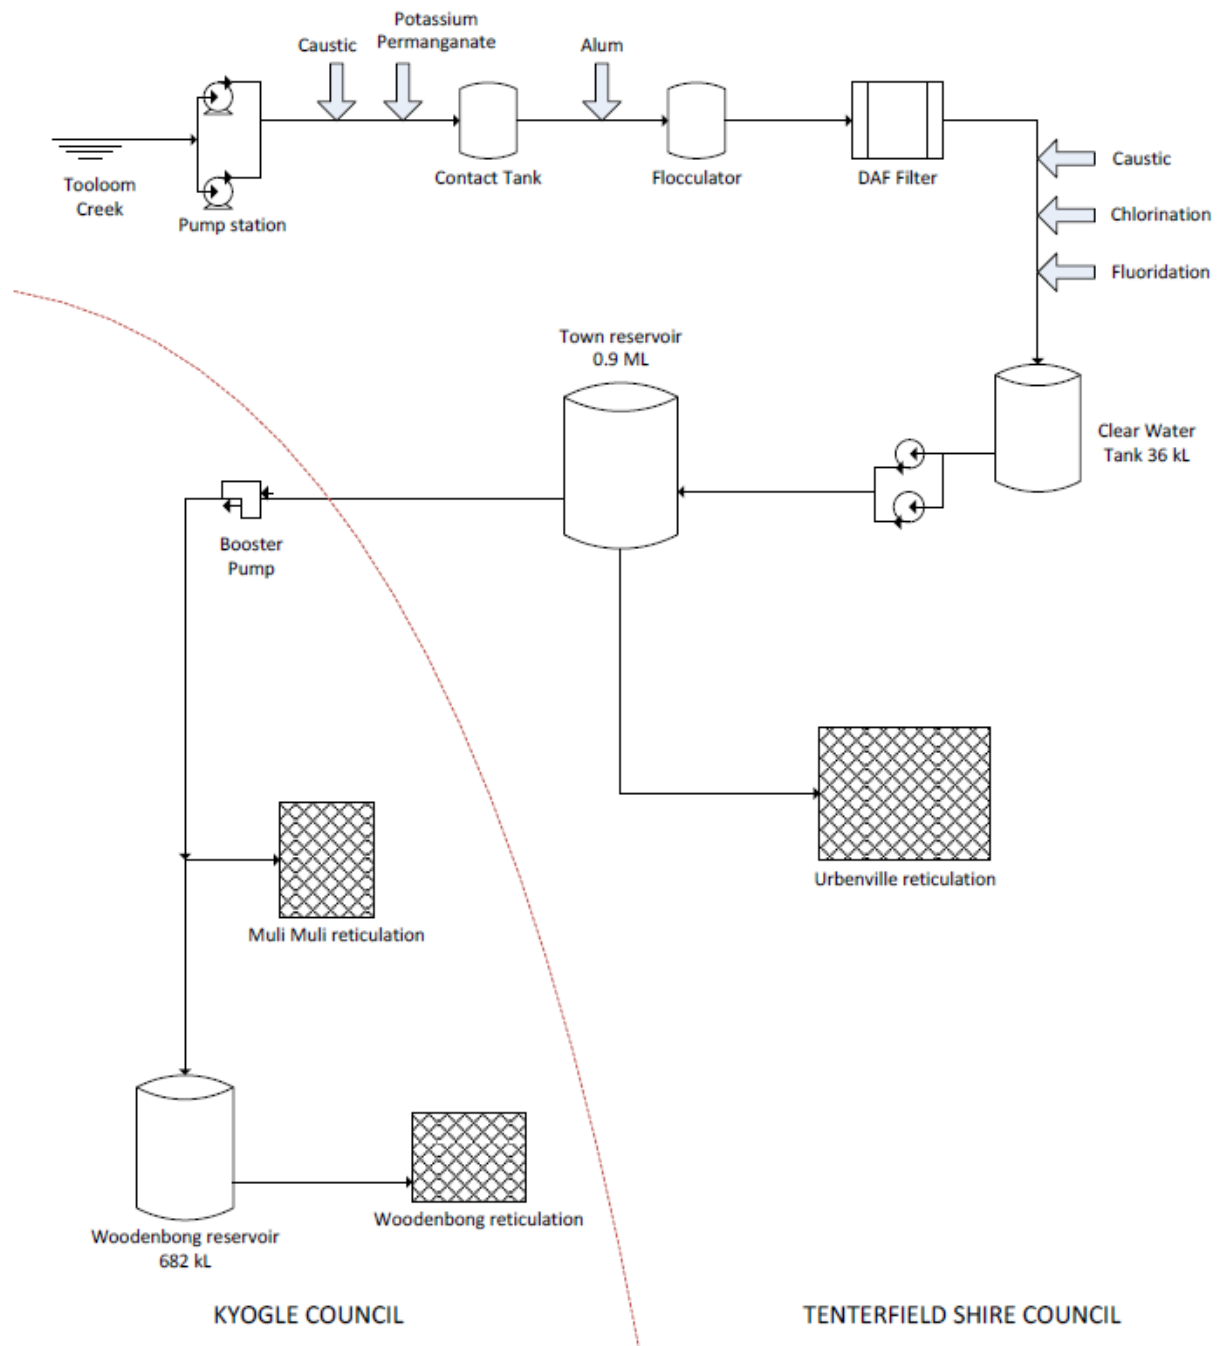 Potassium
Permanganate
Caustic
Alum
Tooloom
Creek
Pump station
Contact Tank
Flocculator
DAF Filter
Caustic
Chlorination
Fluoridation
Town reservoir
0.9 ML
Clear Water
Tank 36 kL
Booster
Pump
Urbenville reticulation
Muli Muli reticulation
Woodenbong reticulation
Woodenbong reservoir
682 kL
KYOGLE COUNCIL
TENTERFIELD SHIRE COUNCIL